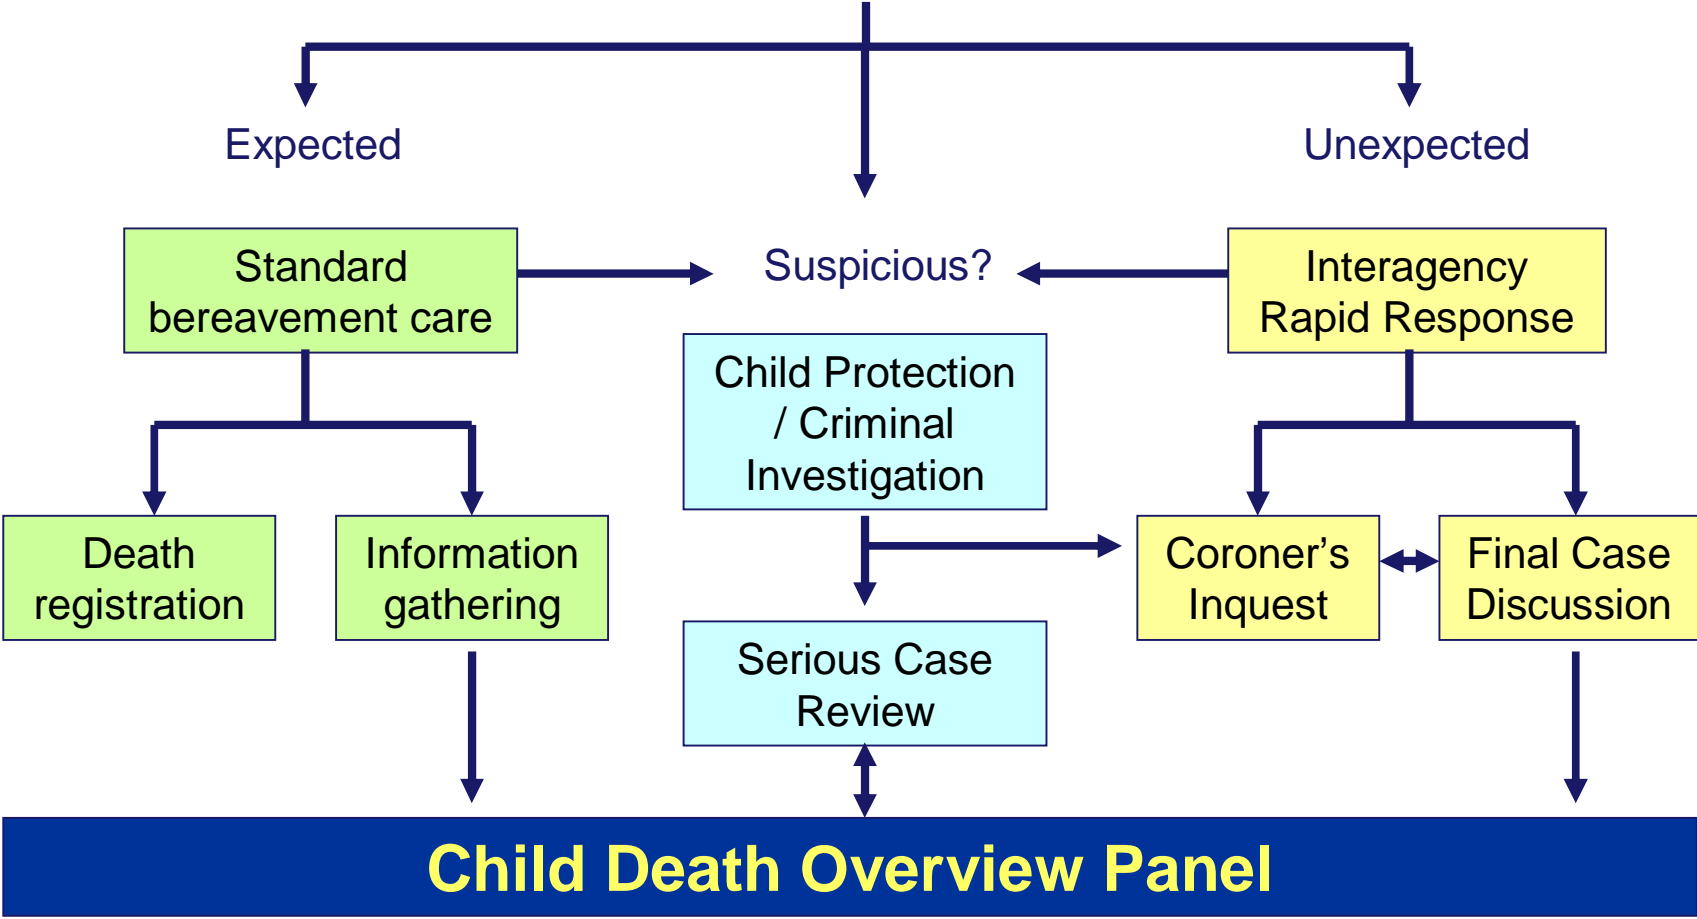 Expected
Unexpected
Standard
bereavement care
Suspicious?
Interagency
Rapid Response
Child Protection
/ Criminal
Investigation
Death
registration
Information
gathering
Coroner’s
Inquest
Final Case
Discussion
Serious Case
Review
Child Death Overview Panel